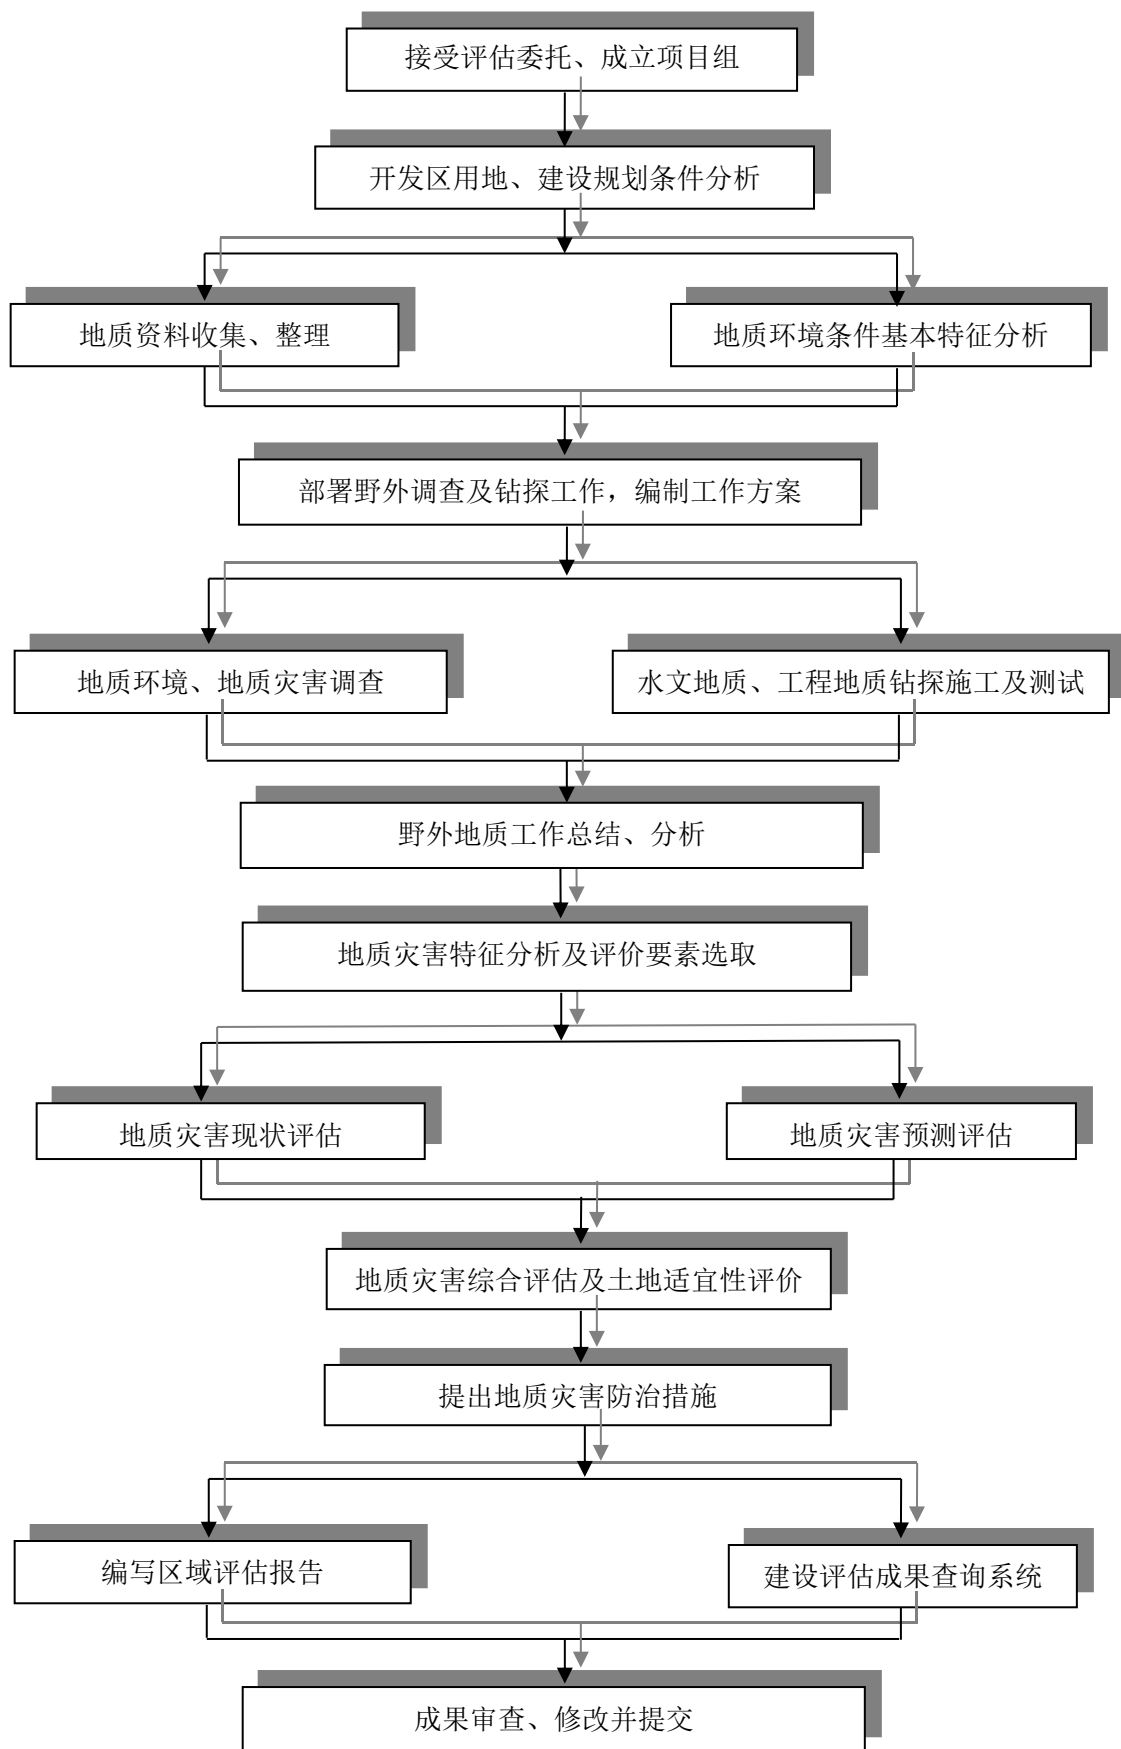 接受评估委托、成立项目组
开发区用地、建设规划条件分析
地质资料收集、整理
地质环境条件基本特征分析
部署野外调查及钻探工作，编制工作方案
地质环境、地质灾害调查
水文地质、工程地质钻探施工及测试
野外地质工作总结、分析
地质灾害特征分析及评价要素选取
地质灾害现状评估
地质灾害预测评估
地质灾害综合评估及土地适宜性评价
提出地质灾害防治措施
编写区域评估报告
建设评估成果查询系统
成果审查、修改并提交